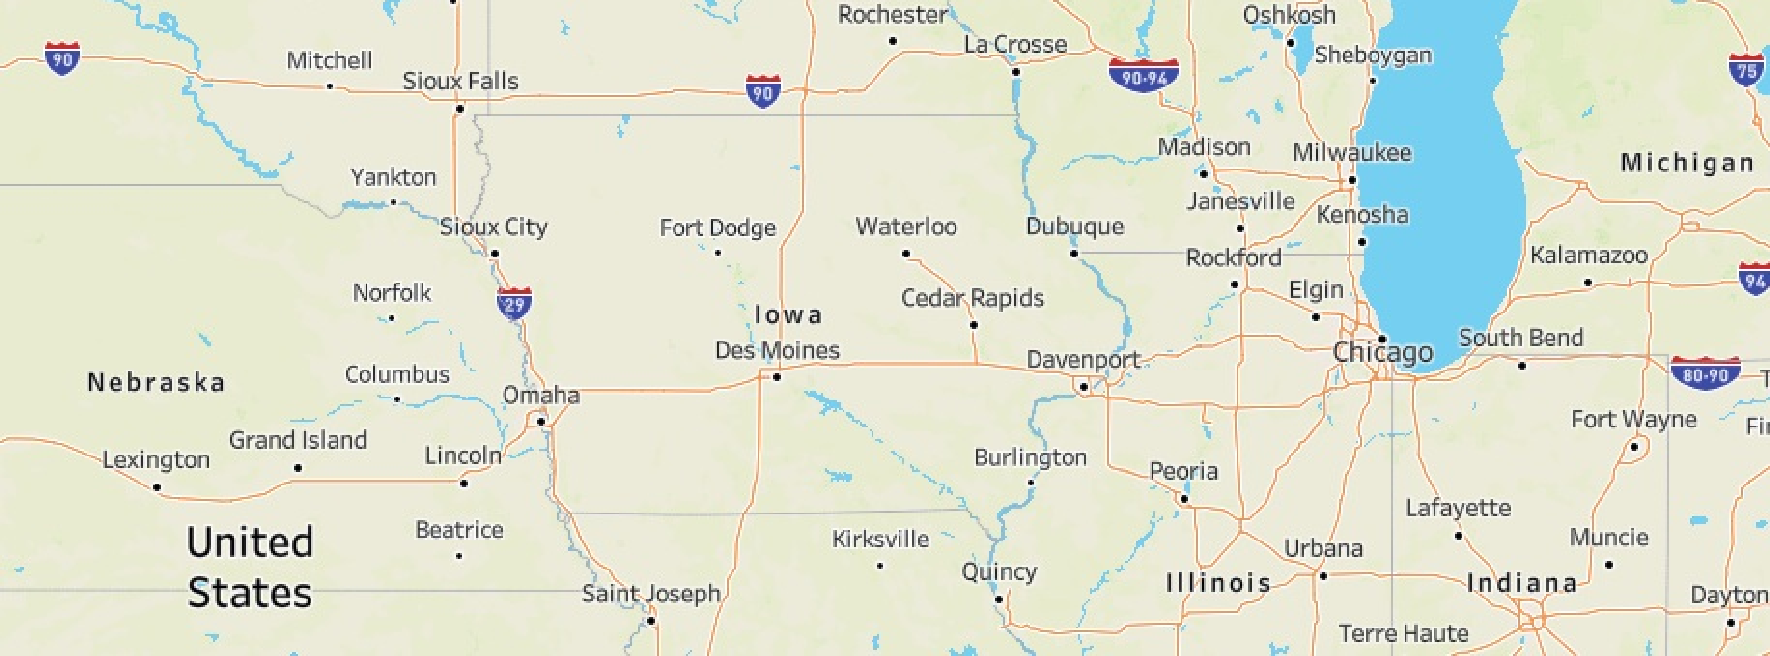 Rochester
Oshkosh
La Crosse
Sheboygan
90
Mitchell
Sioux Falls
90
90-94
75
Madison
Milwaukee
Michigan
Yankton
Janesville
Kenosha
Sioux City
Fort Dodge
Waterloo
Dubuque
Rockford
Kalamazoo
Norfolk
29
Cedar Rapids
Elgin
94
Iowa
Des Moines
Davenport
Chicago
South Bend
Nebraska
Columbus
80-90
T
Omaha
Fort Wayne
Fi
Grand Island
Lexington
Lincoln
Burlington
Peoria
Lafayette
Beatrice
United
States
Kirksville
Urbana
Muncie
Quincy
Illinois
Indiana
Saint Joseph
Dayton
Terre Haute